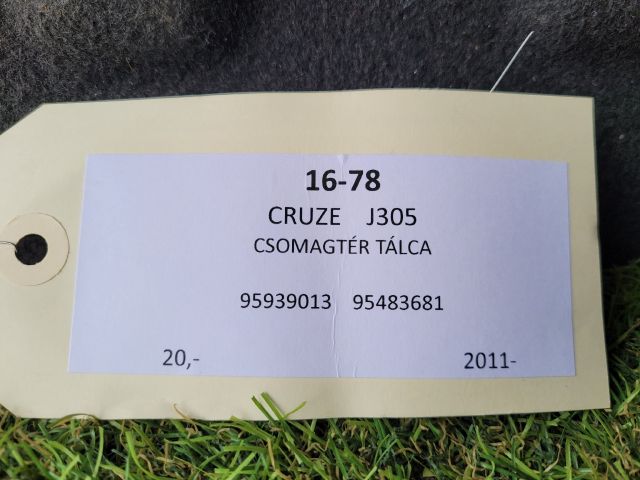 16-78
CRUZE J305
CSOMAGTÉR TÁLCA
95939013 95483681
20,- 2011-